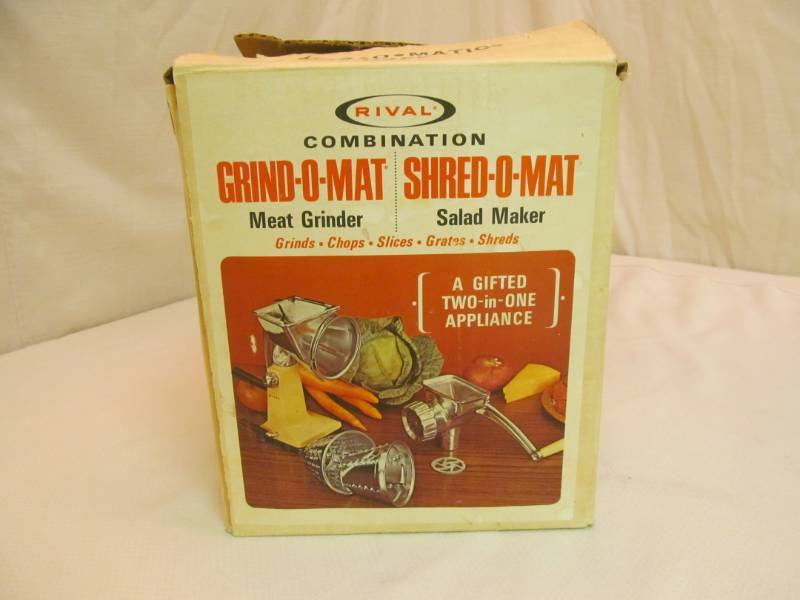 RIVAL®
COMBINATION
GRIND-O-MAT® SHRED-O-MAT®
Meat Grinder Salad Maker
Grinds • Chops • Slices • Grates • Shreds
A GIFTED
TWO-in-ONE
APPLIANCE